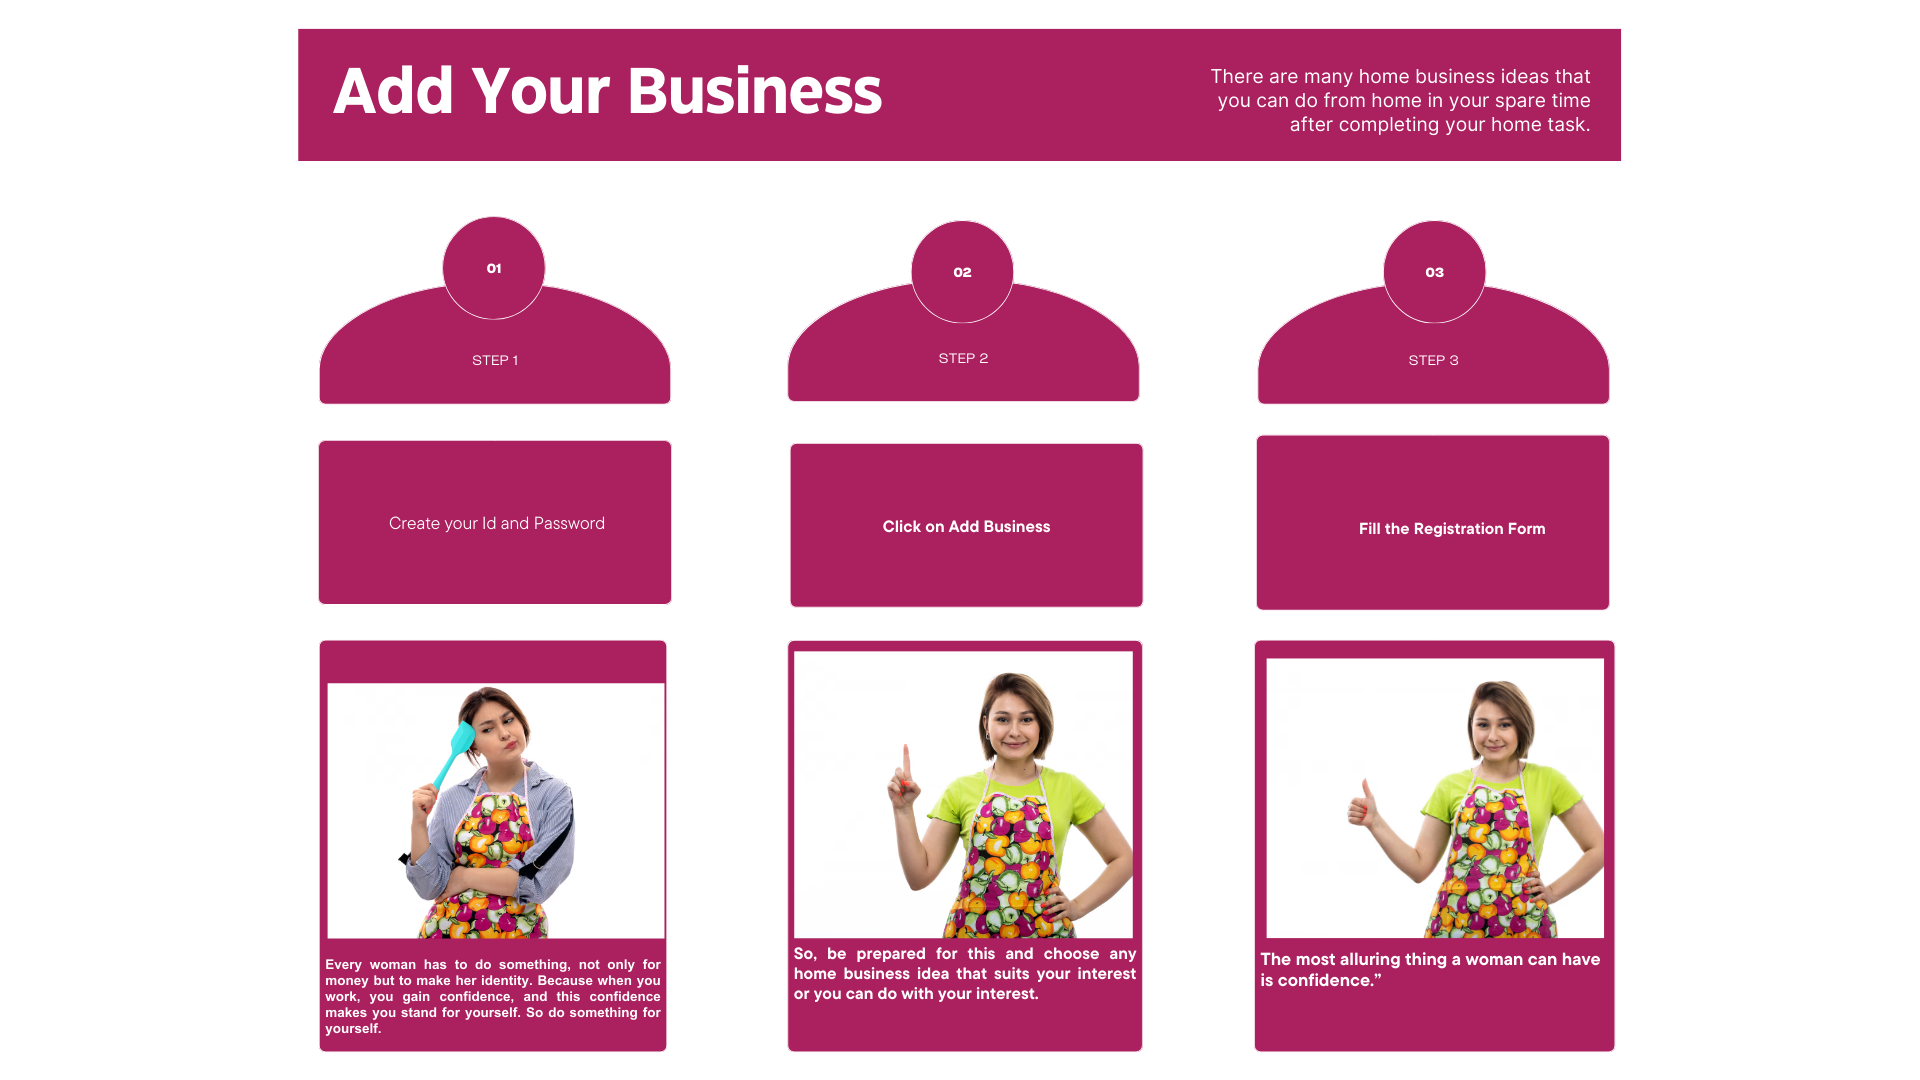 Add Your Business
There are many home business ideas that
you can do from home in your spare time
after completing your home task.
01
STEP 1
02
STEP 2
03
STEP 3
Create your Id and Password
Click on Add Business
Fill the Registration Form
Every woman has to do something, not only for
money but to make her identity. Because when you
work, you gain confidence, and this confidence
makes you stand for yourself. So do something for
yourself.
So, be prepared for this and choose any
home business idea that suits your interest
or you can do with your interest.
The most alluring thing a woman can have
is confidence.”